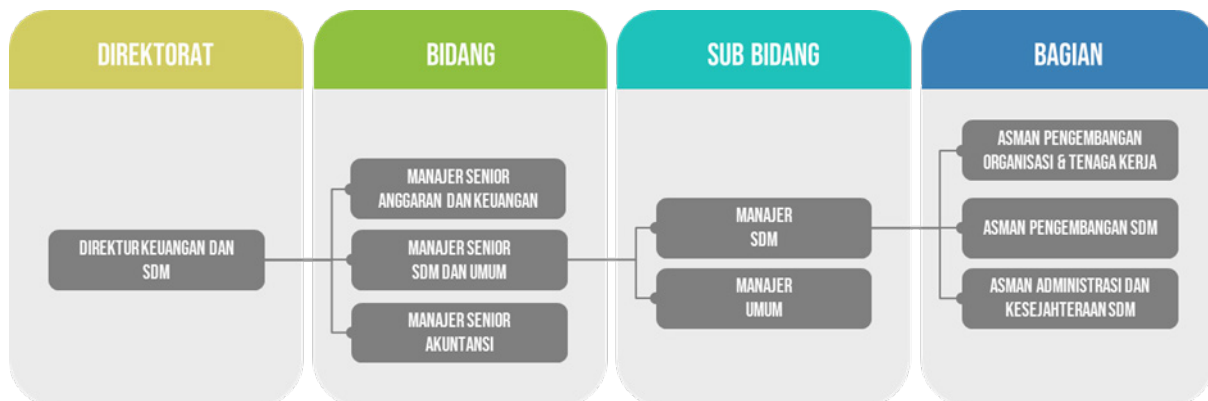 DIREKTORAT
DIREKTUR KEUANGAN DAN
SDM
BIDANG
MANAJER SENIOR
ANGGARAN DAN KEUANGAN
MANAJER SENIOR
SDM DAN UMUM
MANAJER SENIOR
AKUNTANSI
SUB BIDANG
MANAJER
SDM
MANAJER
UMUM
BAGIAN
ASMAN PENGEMBANGAN
ORGANISASI & TENAGA KERJA
ASMAN PENGEMBANGAN SDM
ASMAN ADMINISTRASI DAN
KESEJAHTERAAN SDM